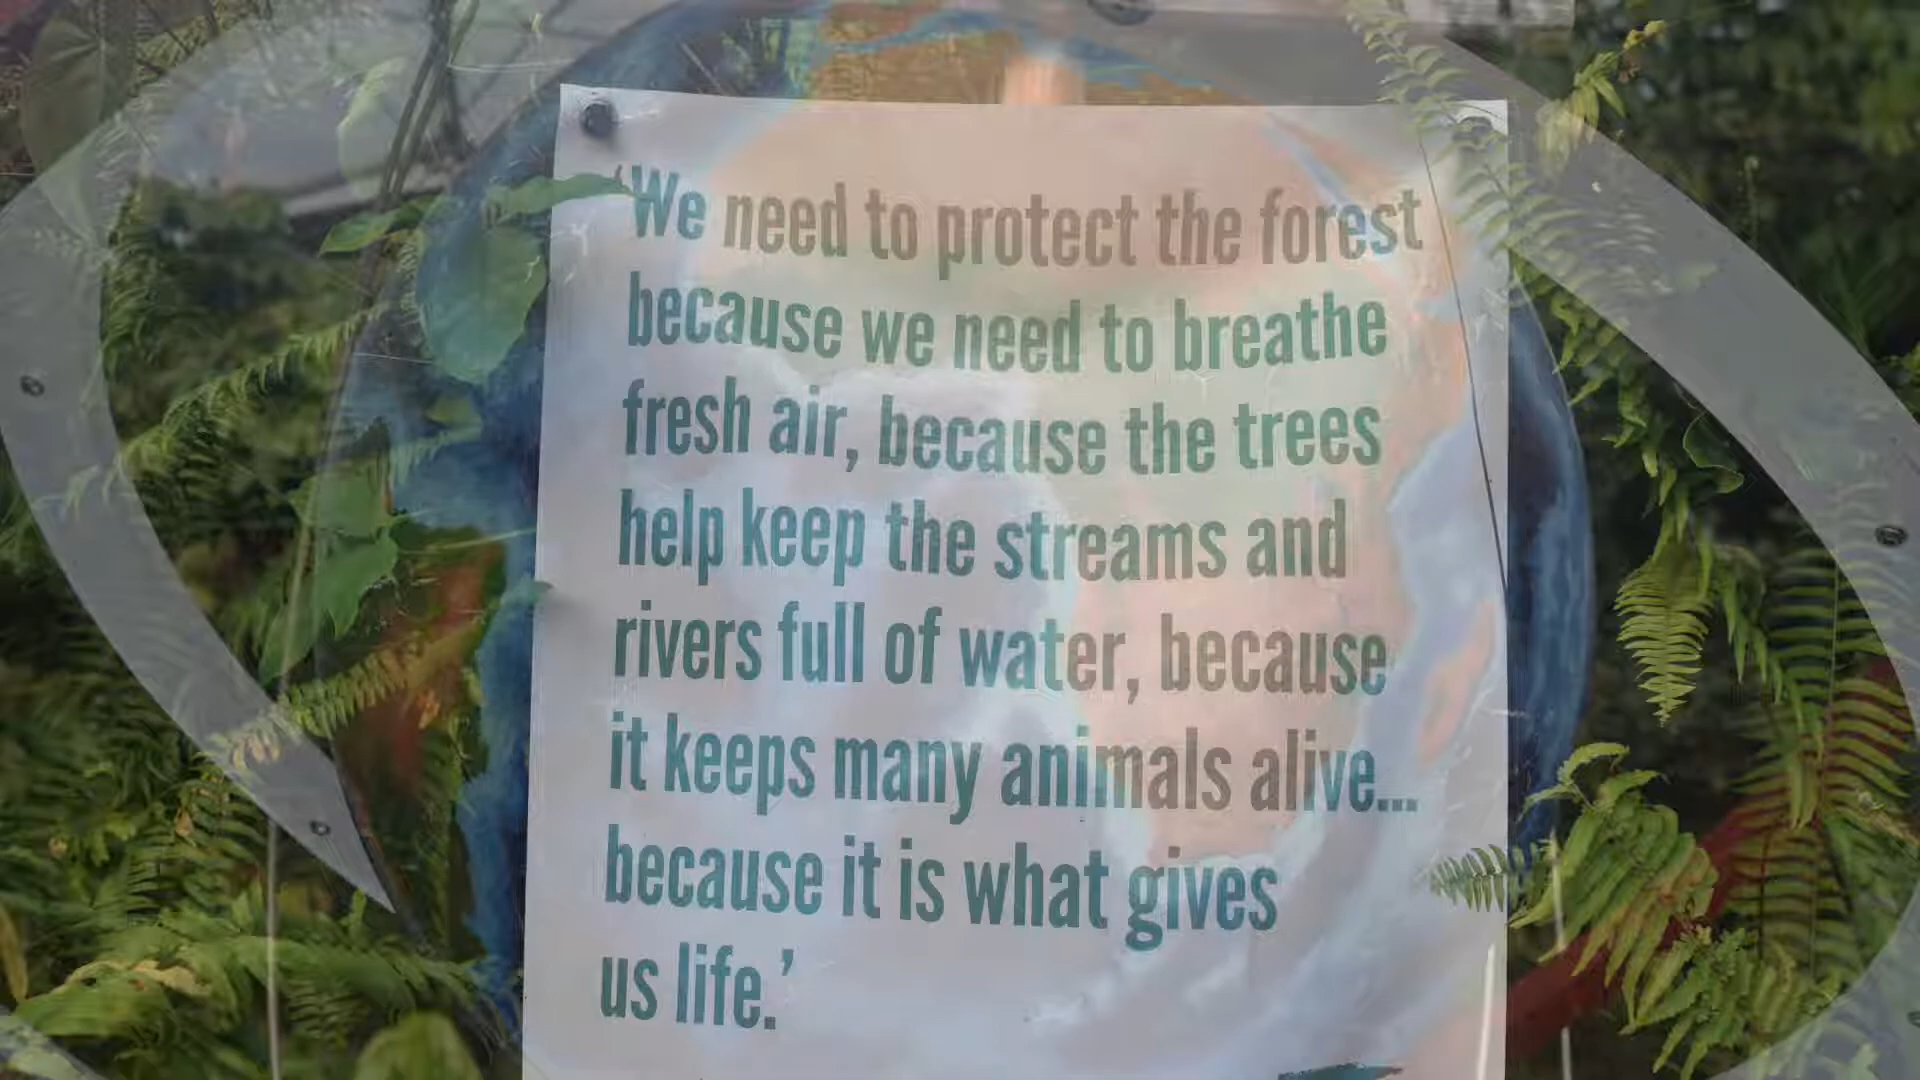 ‘We need to protect the forest
because we need to breathe
fresh air, because the trees
help keep the streams and
rivers full of water, because
it keeps many animals alive...
because it is what gives
us life.’